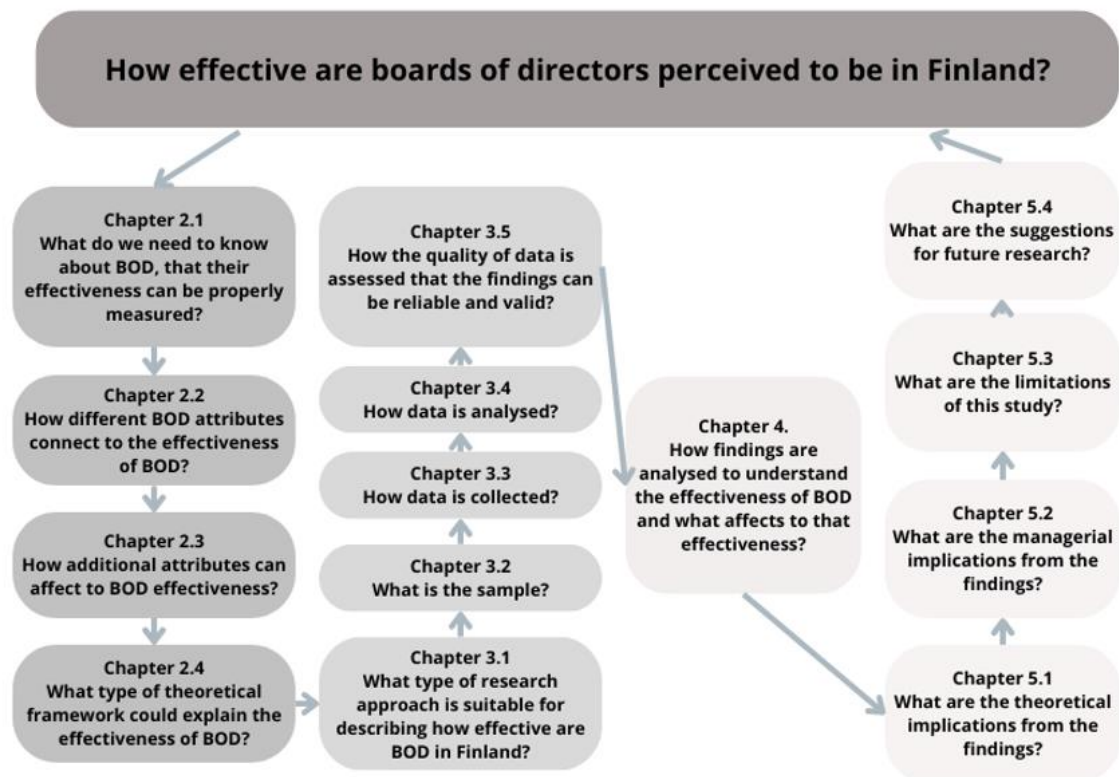 How effective are boards of directors perceived to be in Finland?
Chapter 2.1
What do we need to know
about BOD, that their
effectiveness can be properly
measured?
Chapter 2.2
How different BOD attributes
connect to the effectiveness
of BOD?
Chapter 2.3
How additional attributes can
affect to BOD effectiveness?
Chapter 2.4
What type of theoretical
framework could explain the
effectiveness of BOD?
Chapter 3.1
What type of research
approach is suitable for
describing how effective are
BOD in Finland?
Chapter 3.2
What is the sample?
Chapter 3.3
How data is collected?
Chapter 3.4
How data is analysed?
Chapter 3.5
How the quality of data is
assessed that the findings can
be reliable and valid?
Chapter 4.
How findings are
analysed to understand
the effectiveness of BOD
and what affects to that
effectiveness?
Chapter 5.1
What are the theoretical
implications from the
findings?
Chapter 5.2
What are the managerial
implications from the
findings?
Chapter 5.3
What are the limitations
of this study?
Chapter 5.4
What are the suggestions
for future research?